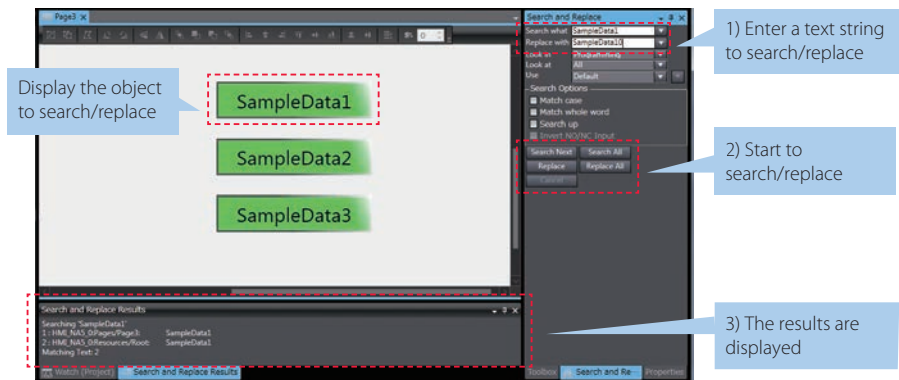 Page3 x
Search and Replace
Search what SampleData1
Replace with SampleData10
Look in
Look at All
Use Default
Search Options
Match case
Match whole word
Search up
Invert NO/NC Input
Search Next Search All
Replace Replace All
Cancel
0
1) Enter a text string
to search/replace
Display the object
to search/replace
SampleData1
SampleData2
SampleData3
2) Start to
search/replace
Search and Replace Results
Searching 'SampleData1'
1 : HMI_NA5_0:Pages/Page3: SampleData1
2 : HMI_NA5_0:Resources/Root: SampleData1
Matching Text: 2
3) The results are
displayed
Watch (Project) Search and Replace Results
Toolbox Search and Re··· Properties